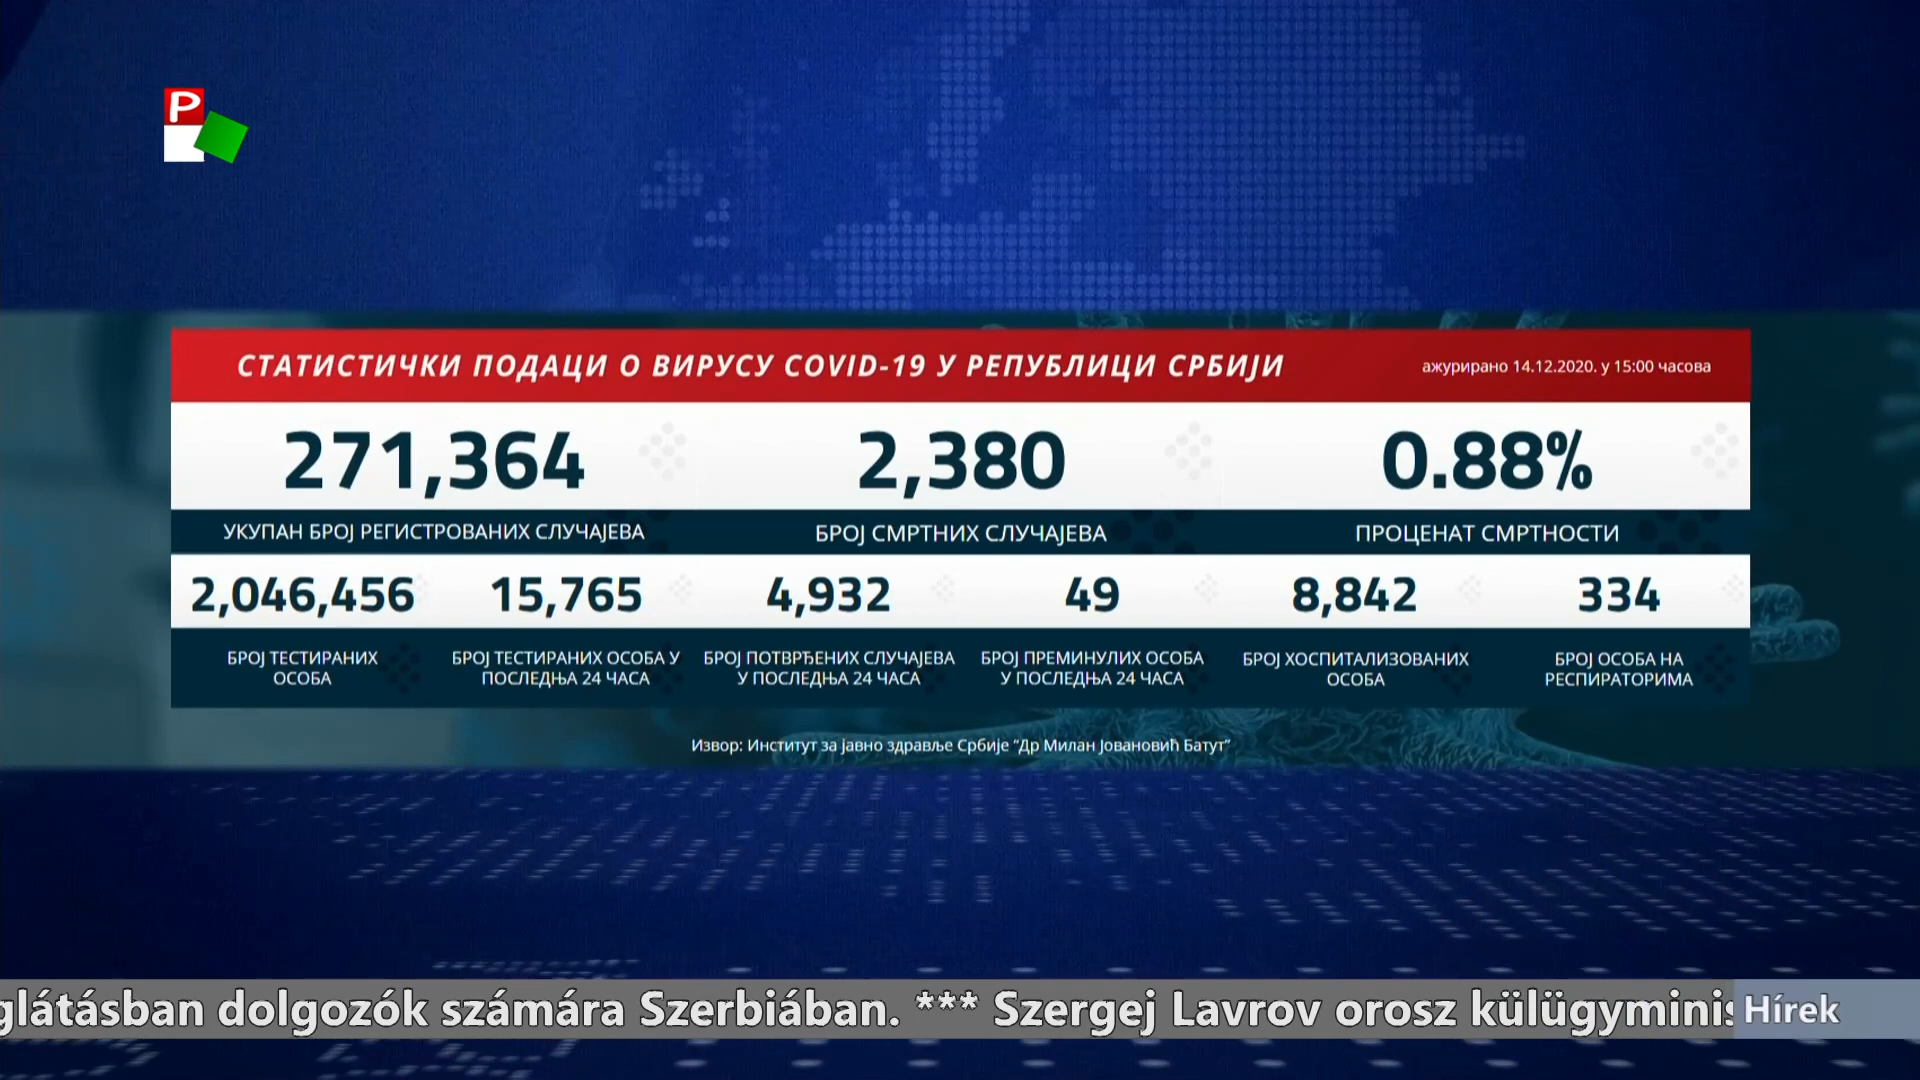 P
СТАТИСТИЧКИ ПОДАЦИ О ВИРУСУ COVID-19 У РЕПУБЛИЦИ СРБИЈИ
ажурирано 14.12.2020. у 15:00 часова
271,364 2,380 0.88%
УКУПАН БРОЈ РЕГИСТРОВАНИХ СЛУЧАЈЕВА БРОЈ СМРТНИХ СЛУЧАЈЕВА ПРОЦЕНАТ СМРТНОСТИ
2,046,456 15,765 4,932 49 8,842 334
БРОЈ ТЕСТИРАНИХ
ОСОБА
БРОЈ ТЕСТИРАНИХ ОСОБА У
ПОСЛЕДЊА 24 ЧАСА
БРОЈ ПОТВРЂЕНИХ СЛУЧАЈЕВА
У ПОСЛЕДЊА 24 ЧАСА
БРОЈ ПРЕМИНУЛИХ ОСОБА
У ПОСЛЕДЊА 24 ЧАСА
БРОЈ ХОСПИТАЛИЗОВАНИХ
ОСОБА
БРОЈ ОСОБА НА
РЕСПИРАТОРИМА
Извор: Институт за јавно здравље Србије “Др Милан Јовановић Батут”
glátásban dolgozók számára Szerbiában. *** Szergej Lavrov orosz külügyminis Hírek